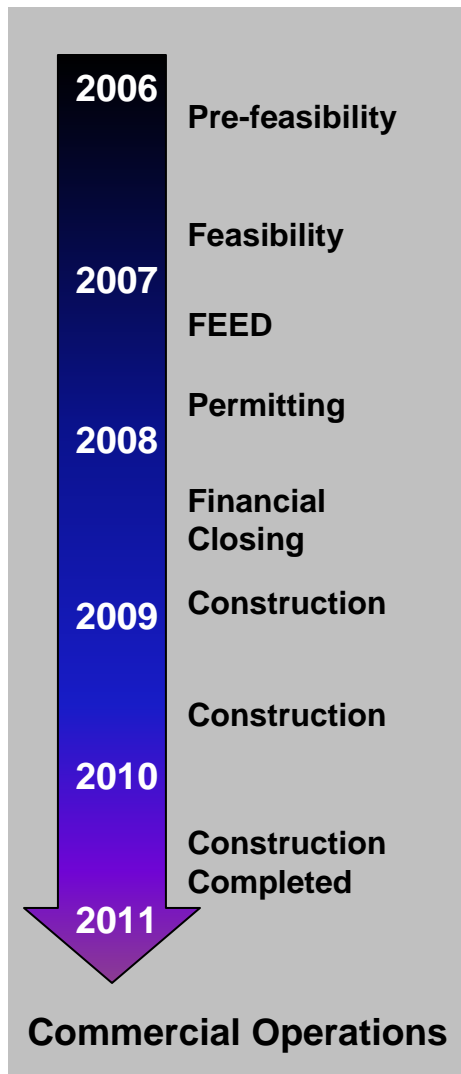 2006
Pre-feasibility
Feasibility
2007
FEED
Permitting
2008
Financial
Closing
Construction
2009
Construction
2010
Construction
Completed
2011
Commercial Operations